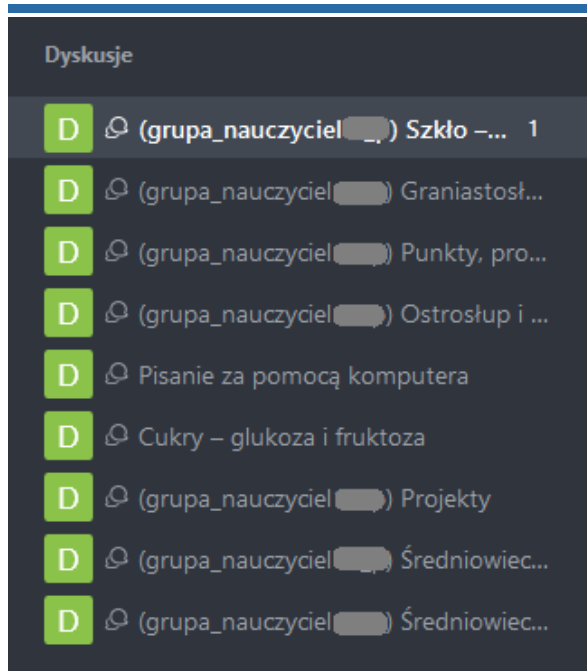 Dyskusje
D (grupa_nauczyciel ) Szkło –... 1
D (grupa_nauczyciel ) Graniastosł...
D (grupa_nauczyciel ) Punkty, pro...
D (grupa_nauczyciel ) Ostrosłup i ...
D Pisanie za pomocą komputera
D Cukry – glukoza i fruktoza
D (grupa_nauczyciel ) Projekty
D (grupa_nauczyciel ) Średniowiec...
D (grupa_nauczyciel ) Średniowiec...